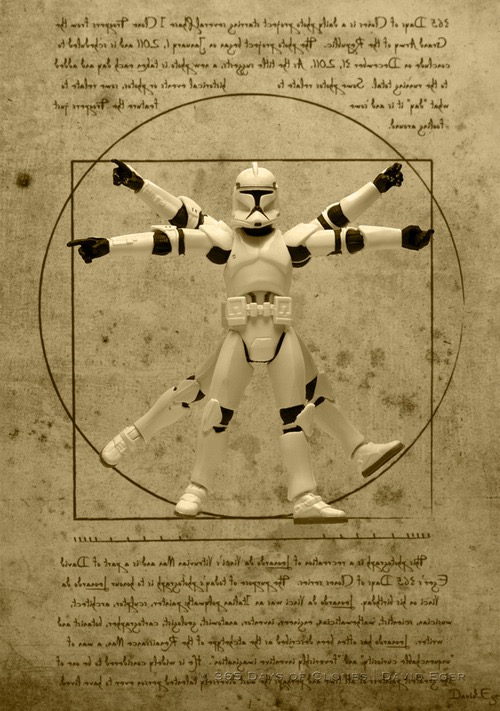 365 Days of Clones is a daily photo project starring several Phase I Clone Troopers from the
Grand Army of the Republic. The photo project began on January 1, 2011, and is scheduled to
conclude on December 31, 2011. As the title suggests, a new photo is taken each day and added
to the running total. Some photos relate to historical events or photos, some relate to
what "day" it is and some feature the Troopers just
fooling around.
This photograph is a recreation of Leonardo da Vinci's Vitruvian Man and is a part of David
Eger's 365 Days of Clones series. The purpose of today's photograph is to honor Leonardo da
Vinci on his birthday. Leonardo da Vinci was an Italian polymath: painter, sculptor, architect,
musician, scientist, mathematician, engineer, inventor, anatomist, geologist, cartographer, botanist and
writer. Leonardo has often been described as the archetype of the Renaissance Man, a man of
"unquenchable curiosity" and "feverishly inventive imagination". He is widely considered to be one of
the greatest painters of all time and perhaps the most diversely talented person ever to have lived
365 DAYS OF CLONES | DAVID EGER
David Eger